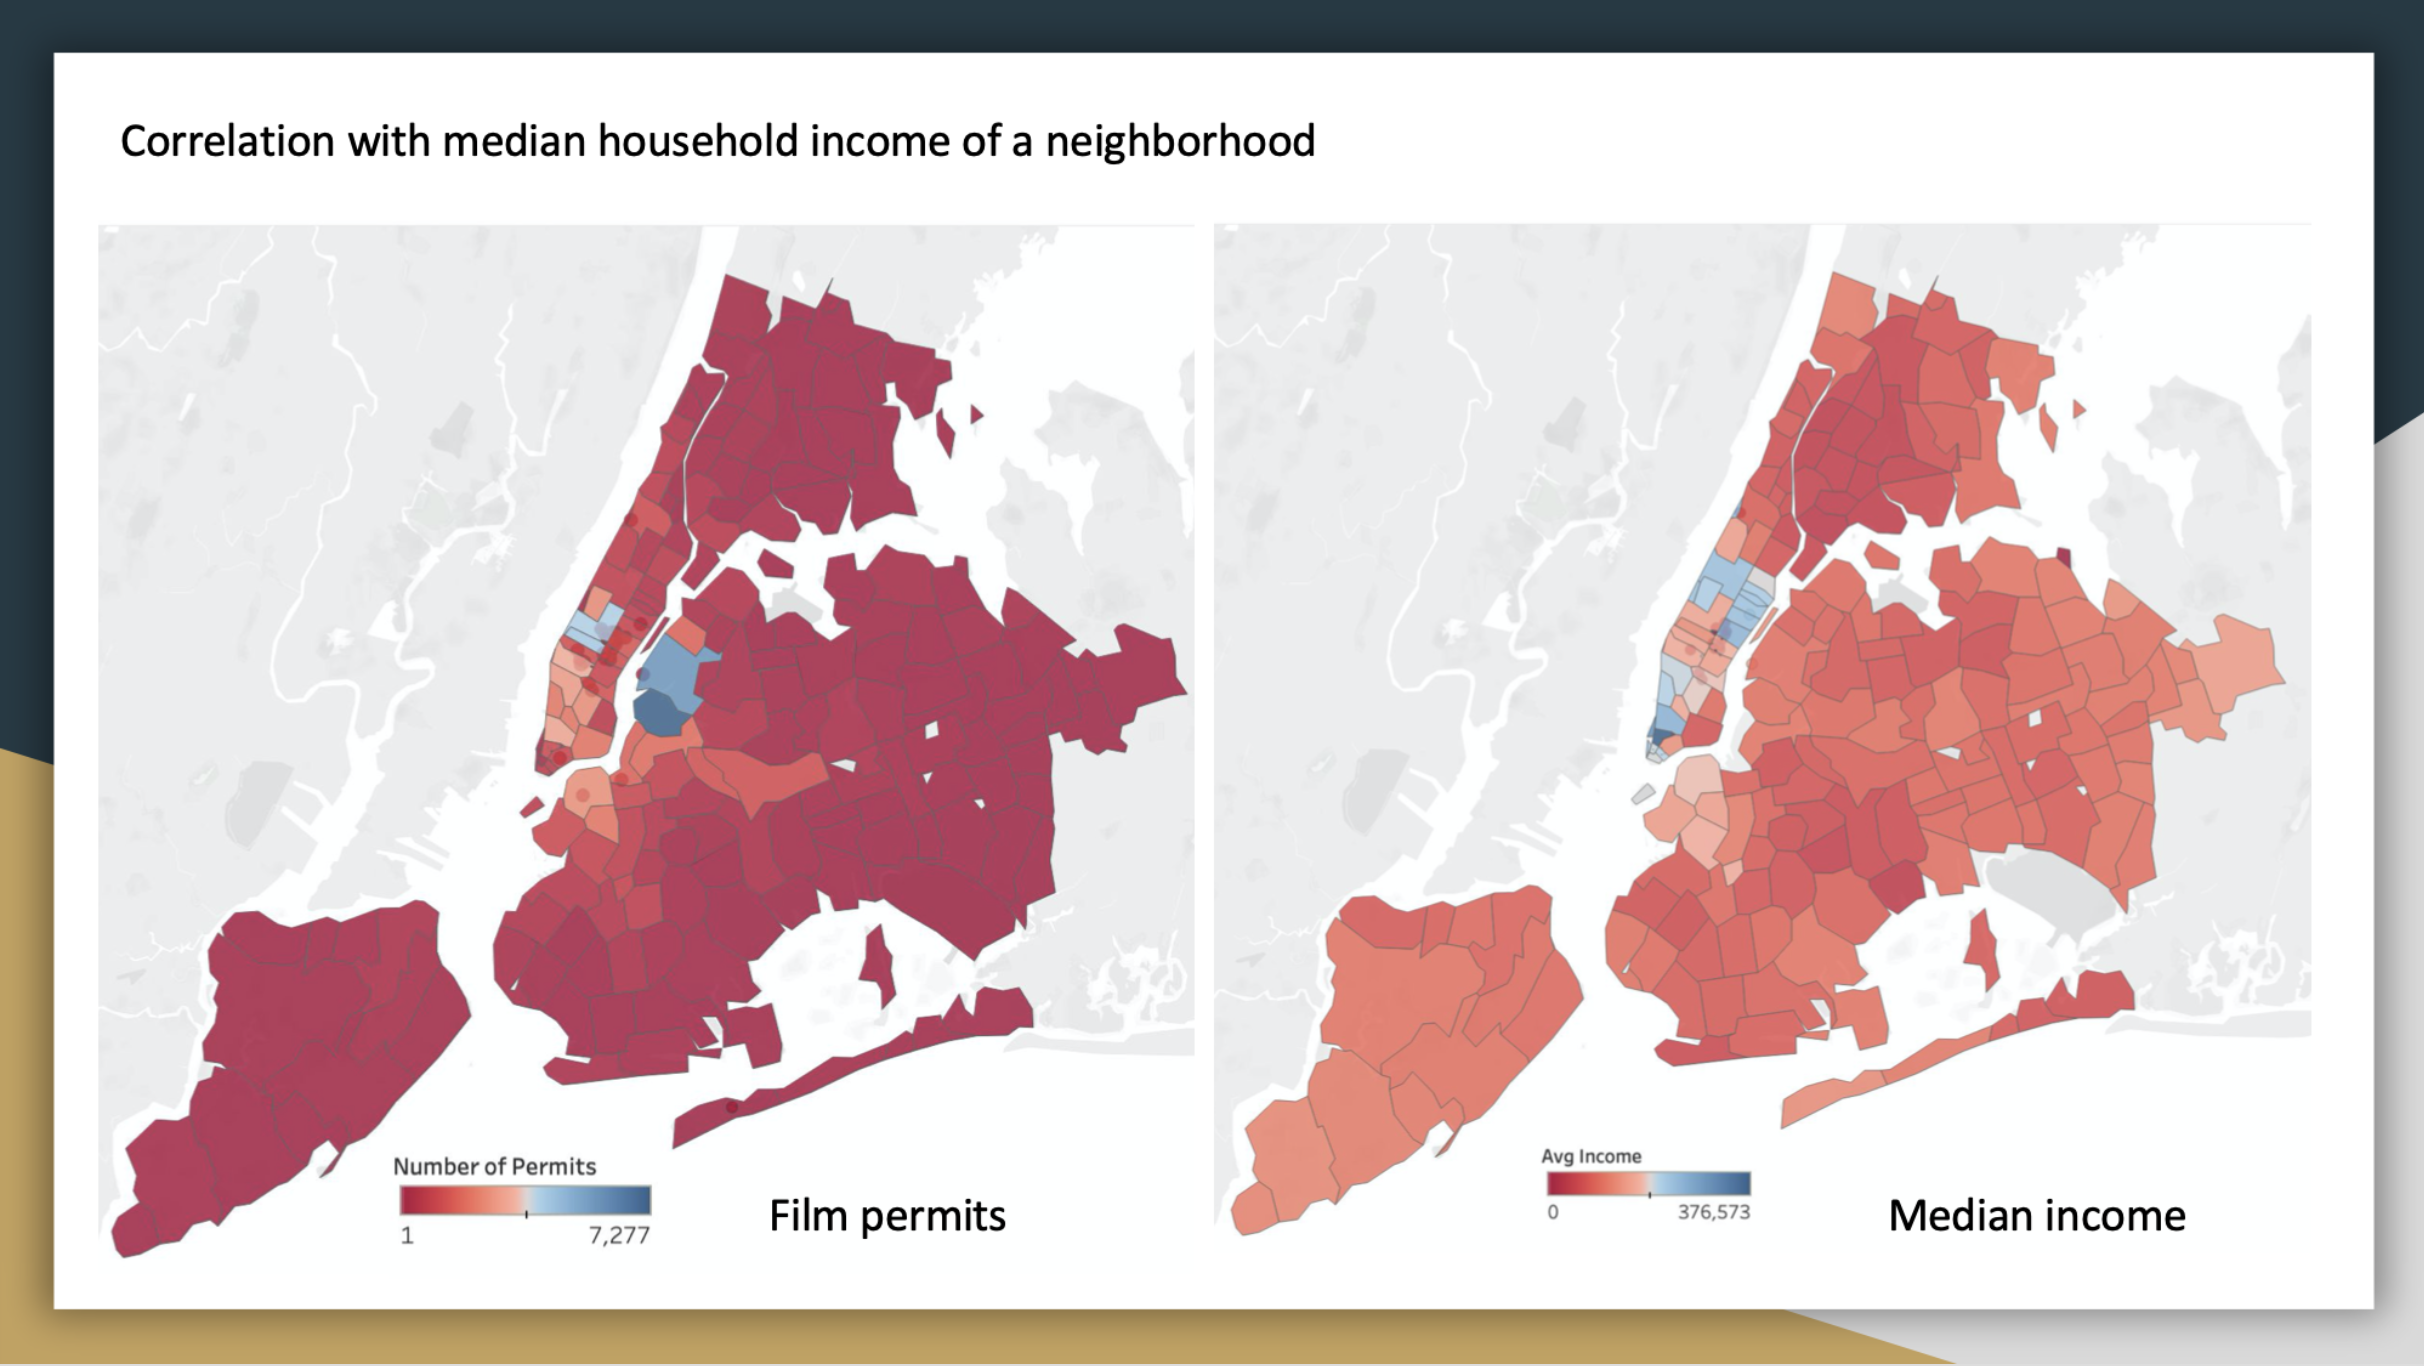 Correlation with median household income of a neighborhood
Number of Permits
1 7,277
Film permits
Avg Income
0 376,573
Median income